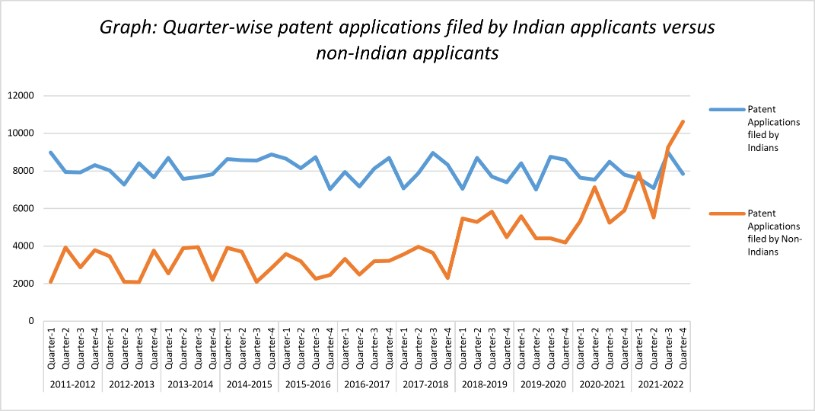 Graph: Quarter-wise patent applications filed by Indian applicants versus
non-Indian applicants
12000
10000
8000
6000
4000
2000
0
Quarter-1
Quarter-2
Quarter-3
Quarter-4
Quarter-1
Quarter-2
Quarter-3
Quarter-4
Quarter-1
Quarter-2
Quarter-3
Quarter-4
Quarter-1
Quarter-2
Quarter-3
Quarter-4
Quarter-1
Quarter-2
Quarter-3
Quarter-4
Quarter-1
Quarter-2
Quarter-3
Quarter-4
Quarter-1
Quarter-2
Quarter-3
Quarter-4
Quarter-1
Quarter-2
Quarter-3
Quarter-4
Quarter-1
Quarter-2
Quarter-3
Quarter-4
Quarter-1
Quarter-2
Quarter-3
Quarter-4
Quarter-1
Quarter-2
Quarter-3
Quarter-4
2011-2012 2012-2013 2013-2014 2014-2015 2015-2016 2016-2017 2017-2018 2018-2019 2019-2020 2020-2021 2021-2022
Patent
Applications
filed by
Indians
Patent
Applications
filed by Non-
Indians